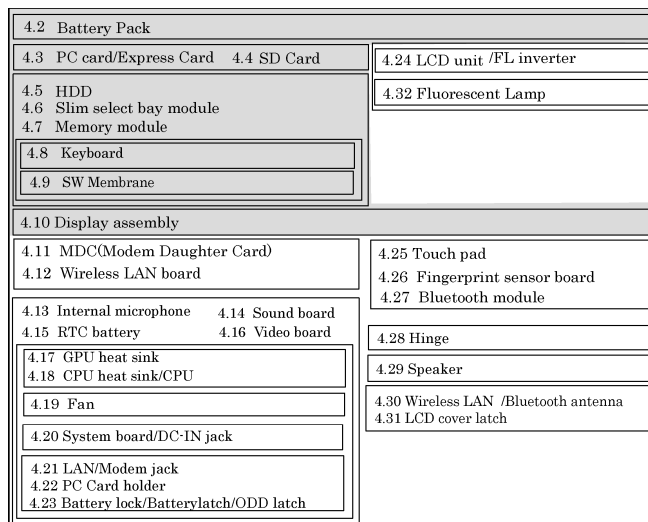 4.2 Battery Pack
4.3 PC card/Express Card 4.4 SD Card
4.24 LCD unit /FL inverter
4.32 Fluorescent Lamp
4.5 HDD
4.6 Slim select bay module
4.7 Memory module
4.8 Keyboard
4.9 SW Membrane
4.10 Display assembly
4.11 MDC(Modem Daughter Card)
4.12 Wireless LAN board
4.25 Touch pad
4.26 Fingerprint sensor board
4.27 Bluetooth module
4.13 Internal microphone 4.14 Sound board
4.15 RTC battery 4.16 Video board
4.17 GPU heat sink
4.18 CPU heat sink/CPU
4.19 Fan
4.20 System board/DC-IN jack
4.21 LAN/Modem jack
4.22 PC Card holder
4.23 Battery lock/Batterylatch/ODD latch
4.28 Hinge
4.29 Speaker
4.30 Wireless LAN /Bluetooth antenna
4.31 LCD cover latch